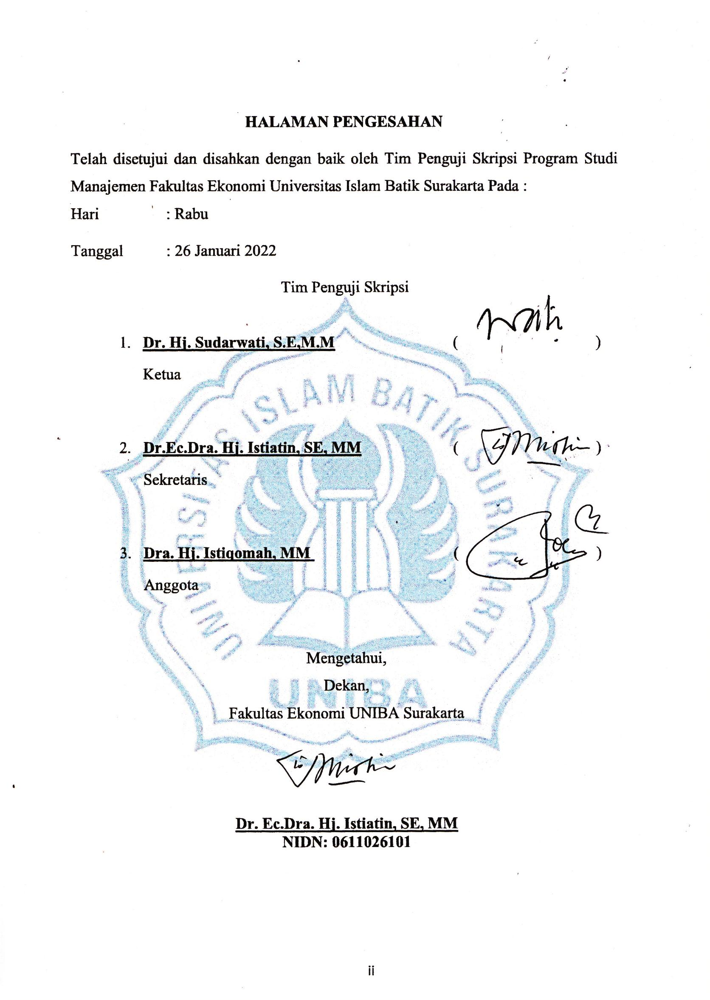 HALAMAN PENGESAHAN
Telah disetujui dan disahkan dengan baik oleh Tim Penguji Skripsi Program Studi
Manajemen Fakultas Ekonomi Universitas Islam Batik Surakarta Pada :
Hari : Rabu
Tanggal : 26 Januari 2022
Tim Penguji Skripsi
1. Dr. Hj. Sudarwati, S.E,M.M ( )
Ketua
UNIVERSITAS ISLAM BATIK SURAKARTA
2. Dr.Ec.Dra. Hj. Istiatin, SE, MM ( )
Sekretaris
3. Dra. Hj. Istiqomah, MM ( )
Anggota
Mengetahui,
Dekan,
UNIBA
Fakultas Ekonomi UNIBA Surakarta
Dr. Ec.Dra. Hj. Istiatin, SE, MM
NIDN: 0611026101
ii